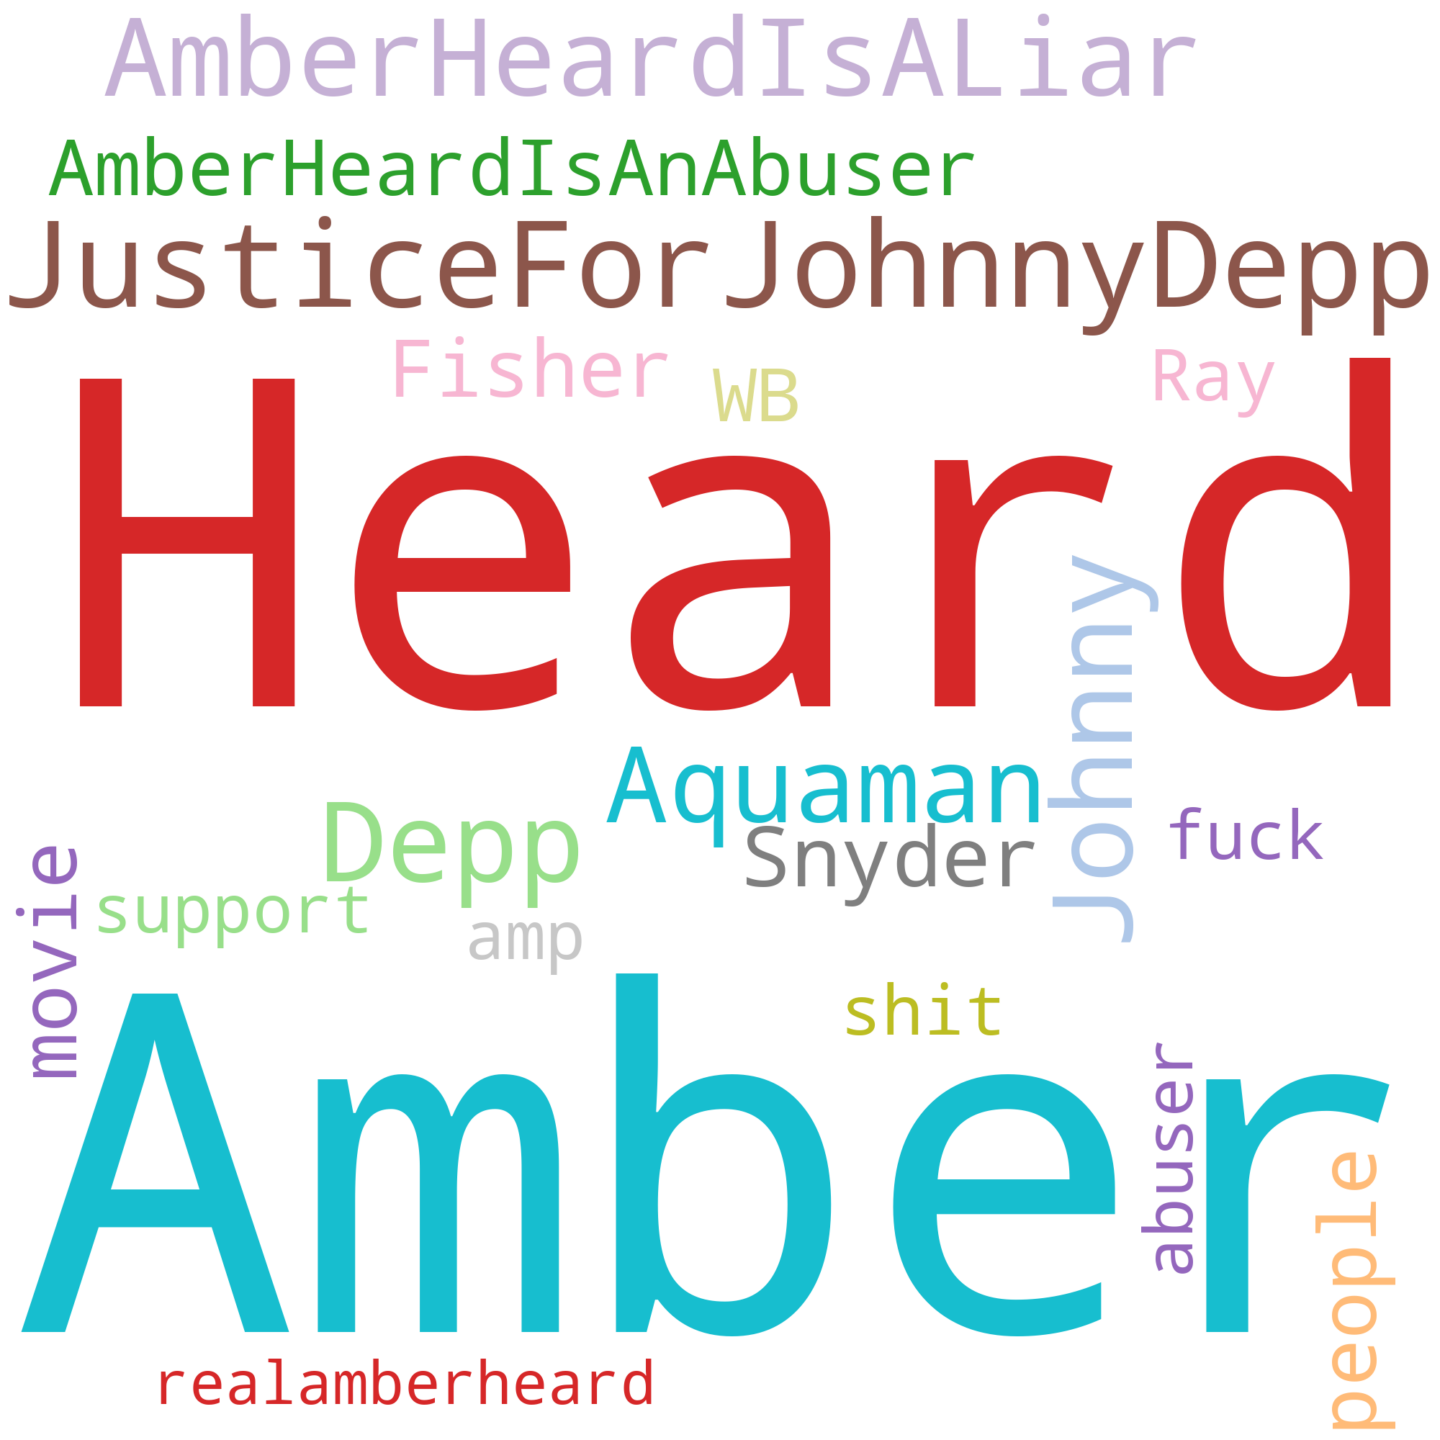 AmberHeardIsALiar
AmberHeardIsAnAbuser
JusticeForJohnnyDepp
Fisher
WB
Ray
Heard
Johnny
Aquaman
Depp
Snyder
fuck
movie
support
amp
shit
Amber
abuser
people
realamberheard